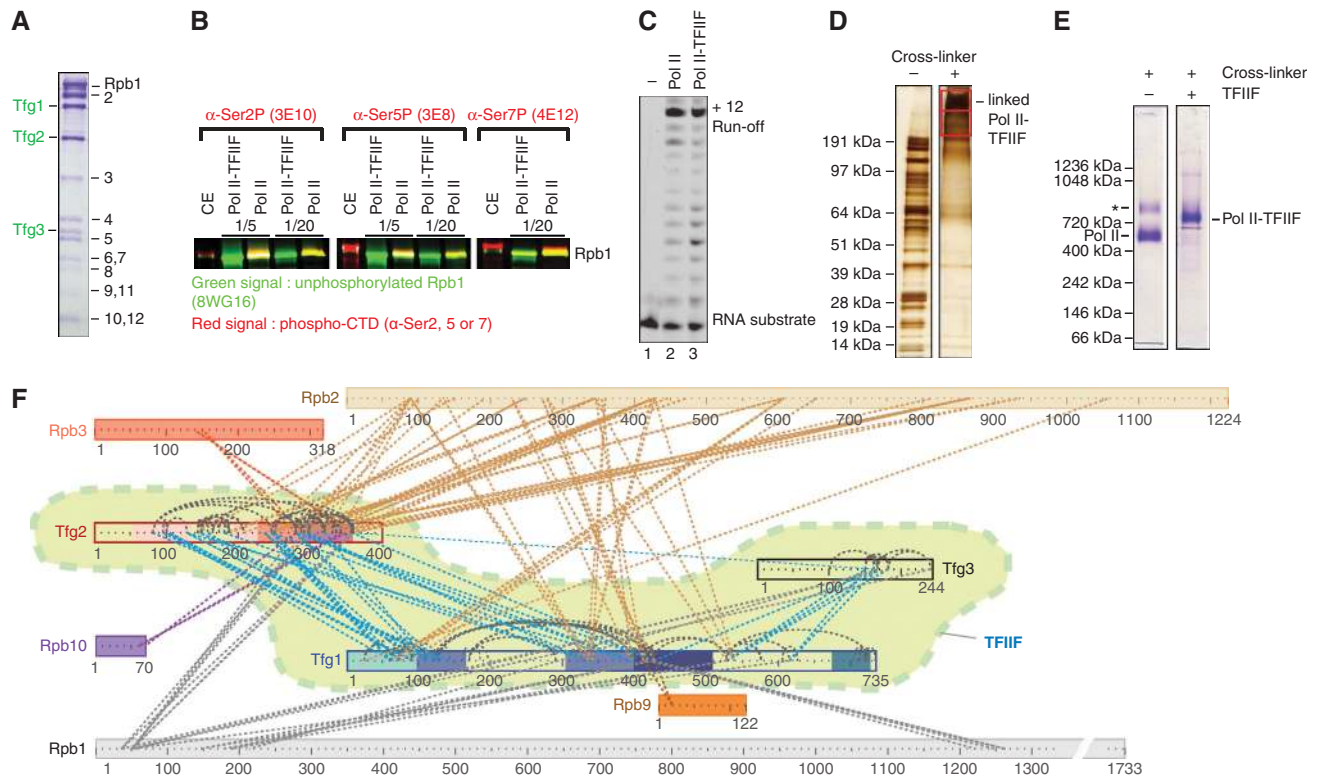 A
Rpb1
2
Tfg1
Tfg2
3
4
Tfg3
5
6,7
8
9,11
10,12
B
α-Ser2P (3E10) α-Ser5P (3E8) α-Ser7P (4E12)
CE Pol II-TFIIF Pol II Pol II-TFIIF Pol II CE Pol II-TFIIF Pol II Pol II-TFIIF Pol II CE Pol II-TFIIF Pol II
1/5 1/20 1/5 1/20 1/20
Rpb1
Green signal : unphosphorylated Rpb1
(8WG16)
Red signal : phospho-CTD (α-Ser2, 5 or 7)
C
– Pol II Pol II-TFIIF
+ 12
Run-off
RNA substrate
1 2 3
D
Cross-linker
– +
linked
Pol II-
TFIIF
191 kDa
97 kDa
64 kDa
51 kDa
39 kDa
28 kDa
19 kDa
14 kDa
E
+ + Cross-linker
– + TFIIF
1236 kDa
1048 kDa
*
720 kDa
Pol II
400 kDa
242 kDa
146 kDa
66 kDa
Pol II-TFIIF
F
Rpb2
1 100 200 300 400 500 600 700 800 900 1000 1100 1224
Rpb3
1 100 200 318
Tfg2
1 100 200 300 400
Tfg3
1 100 244
Rpb10
1 70
TFIIF
Tfg1
1 100 200 300 400 500 600 735
Rpb9
1 122
Rpb1
1 100 200 300 400 500 600 700 800 900 1000 1100 1200 1300 1733